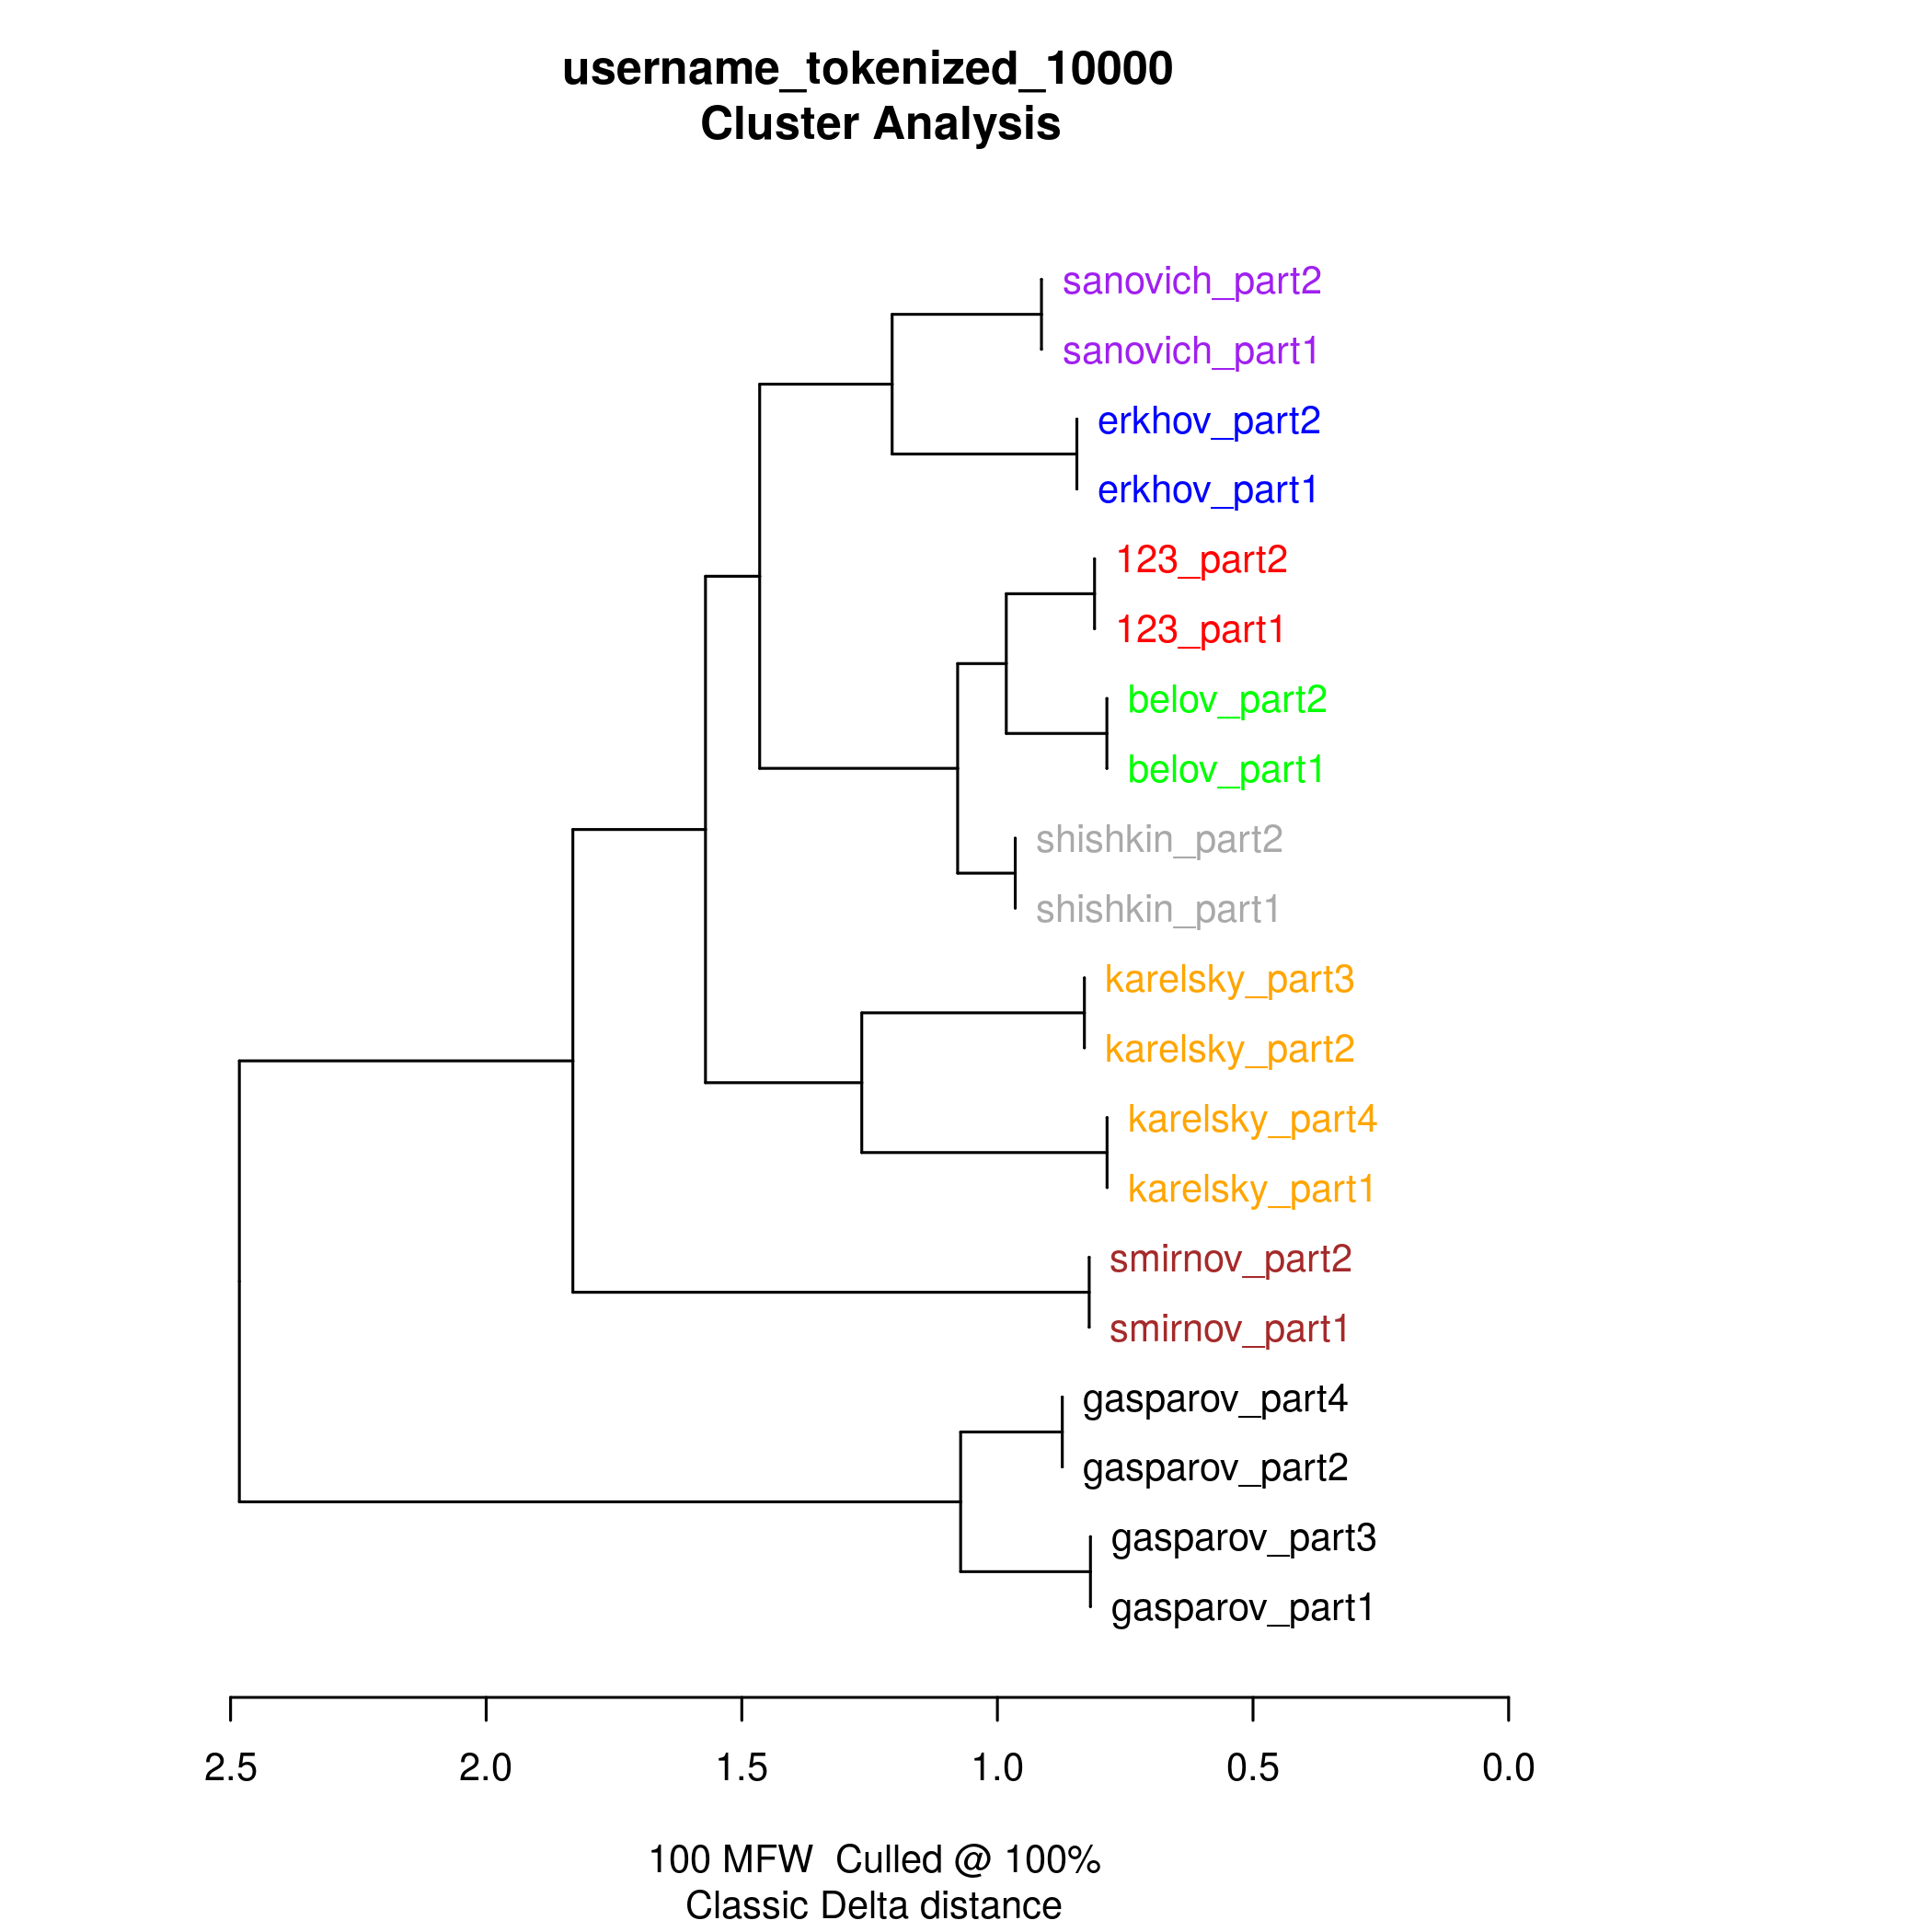 username_tokenized_10000
Cluster Analysis
sanovich_part2
sanovich_part1
erkhov_part2
erkhov_part1
123_part2
123_part1
belov_part2
belov_part1
shishkin_part2
shishkin_part1
karelsky_part3
karelsky_part2
karelsky_part4
karelsky_part1
smirnov_part2
smirnov_part1
gasparov_part4
gasparov_part2
gasparov_part3
gasparov_part1
2.5 2.0 1.5 1.0 0.5 0.0
100 MFW  Culled @ 100%
Classic Delta distance